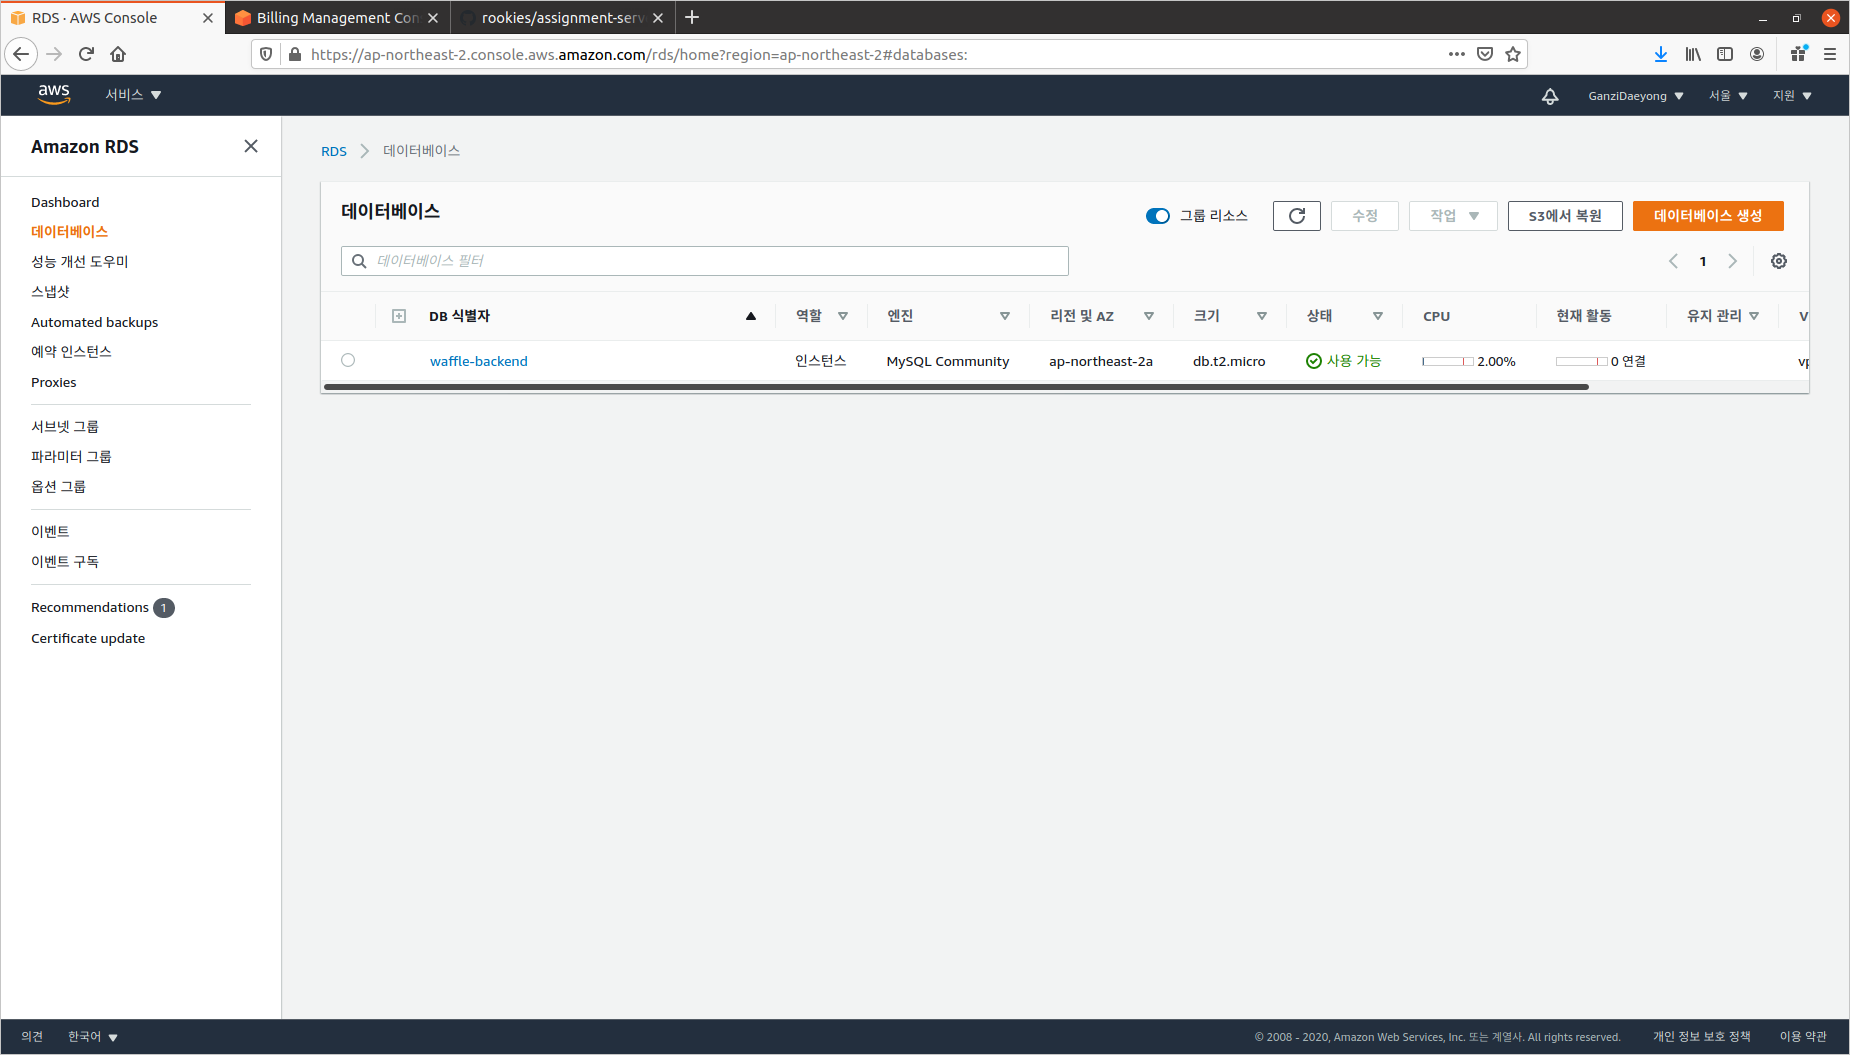 RDS · AWS Console
Billing Management Con
rookies/assignment-serv
https://ap-northeast-2.console.aws.amazon.com/rds/home?region=ap-northeast-2#databases:
aws 서비스 GanziDaeyong 서울 지원
Amazon RDS
Dashboard
데이터베이스
성능 개선 도우미
스냅샷
Automated backups
예약 인스턴스
Proxies
서브넷 그룹
파라미터 그룹
옵션 그룹
이벤트
이벤트 구독
Recommendations 1
Certificate update
RDS 데이터베이스
데이터베이스
그룹 리소스 수정 작업 S3에서 복원 데이터베이스 생성
데이터베이스 필터 1
DB 식별자 역할 엔진 리전 및 AZ 크기 상태 CPU 현재 활동 유지 관리 V
waffle-backend 인스턴스 MySQL Community ap-northeast-2a db.t2.micro 사용 가능 2.00% 0 연결 vp
의견 한국어 © 2008 - 2020, Amazon Web Services, Inc. 또는 계열사. All rights reserved. 개인 정보 보호 정책 이용 약관